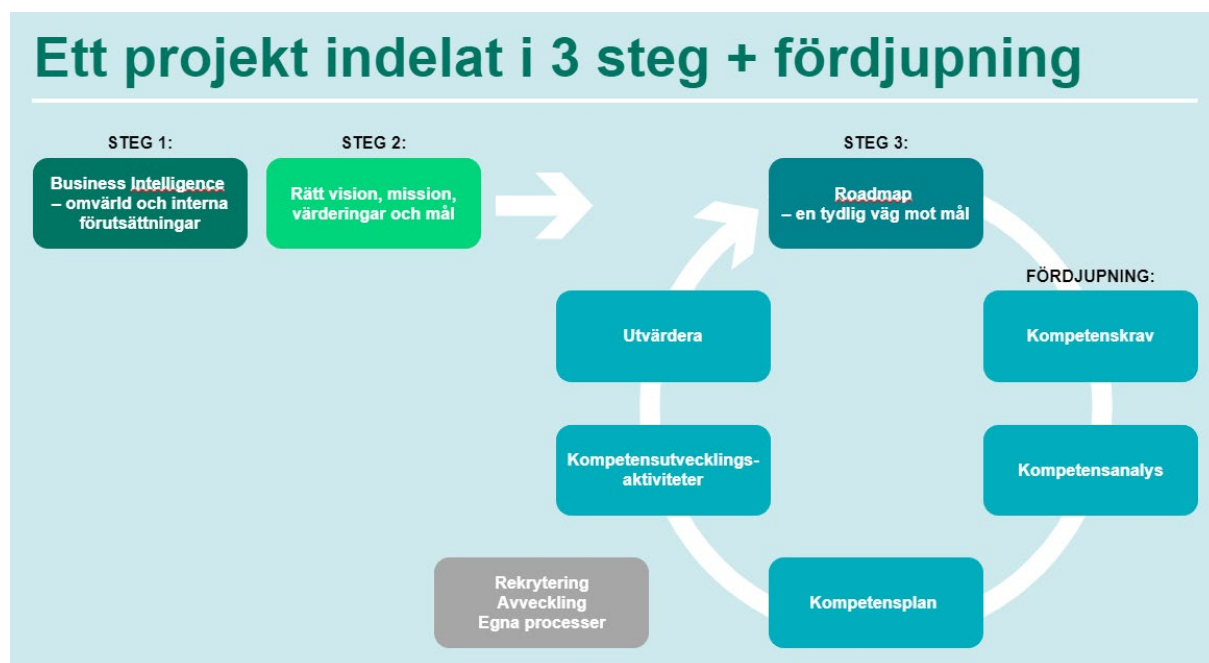 Ett projekt indelat i 3 steg + fördjupning
STEG 1:
Business Intelligence
– omvärld och interna
förutsättningar
STEG 2:
Rätt vision, mission,
värderingar och mål
STEG 3:
Roadmap
– en tydlig väg mot mål
FÖRDJUPNING:
Kompetenskrav
Kompetensanalys
Kompetensplan
Kompetensutvecklings-
aktiviteter
Utvärdera
Rekrytering
Avveckling
Egna processer